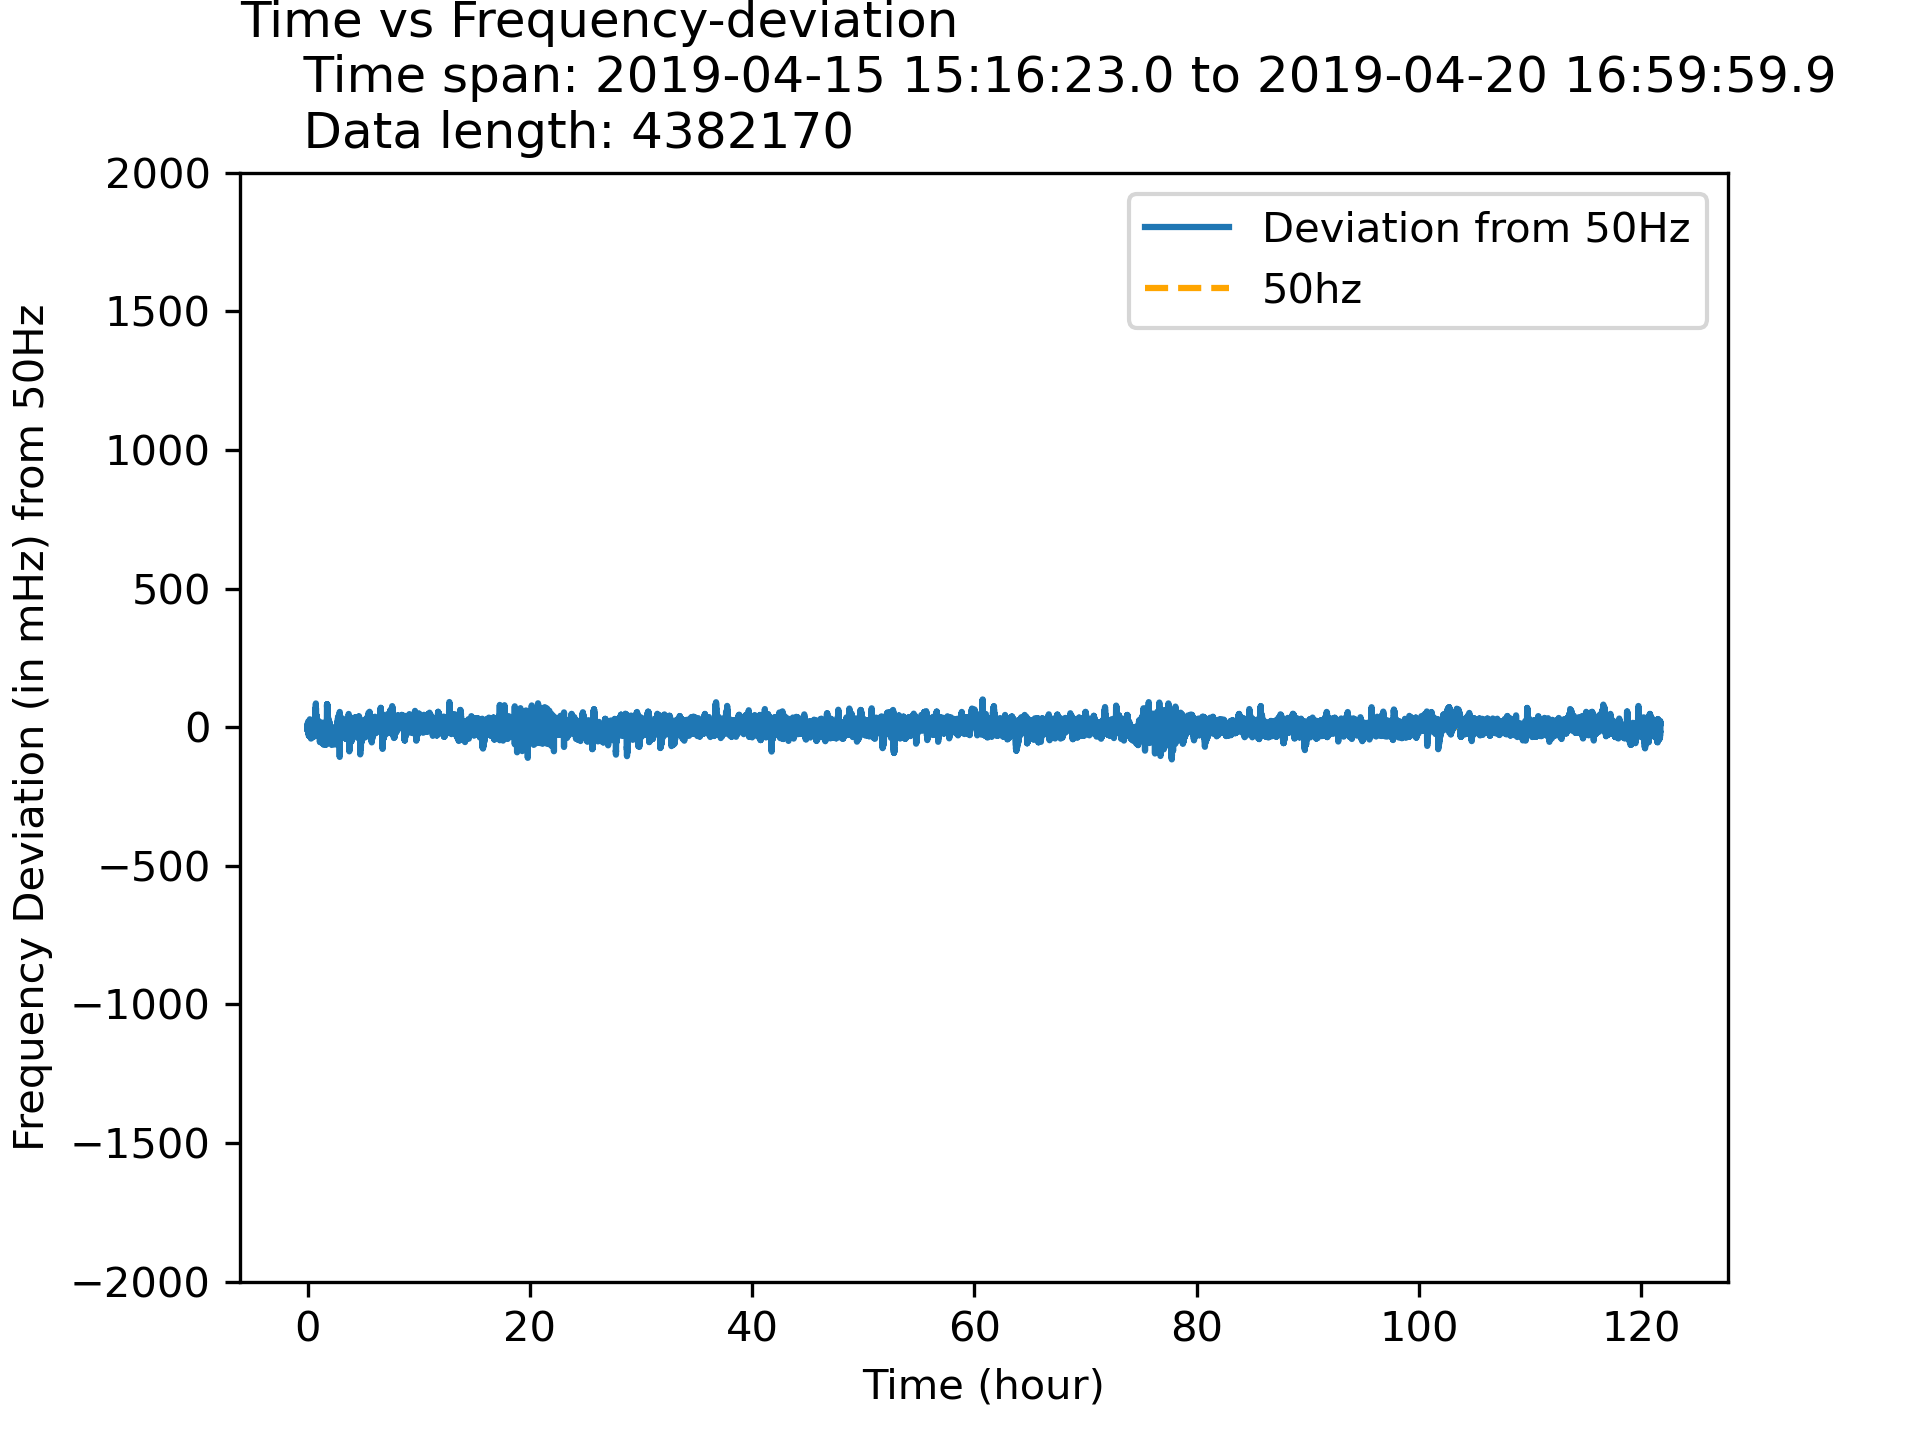 Time vs Frequency-deviation
Time span: 2019-04-15 15:16:23.0 to 2019-04-20 16:59:59.9
Data length: 4382170
Deviation from 50Hz
50hz
Frequency Deviation (in mHz) from 50Hz
2000
1500
1000
500
0
−500
−1000
−1500
−2000
0 20 40 60 80 100 120
Time (hour)